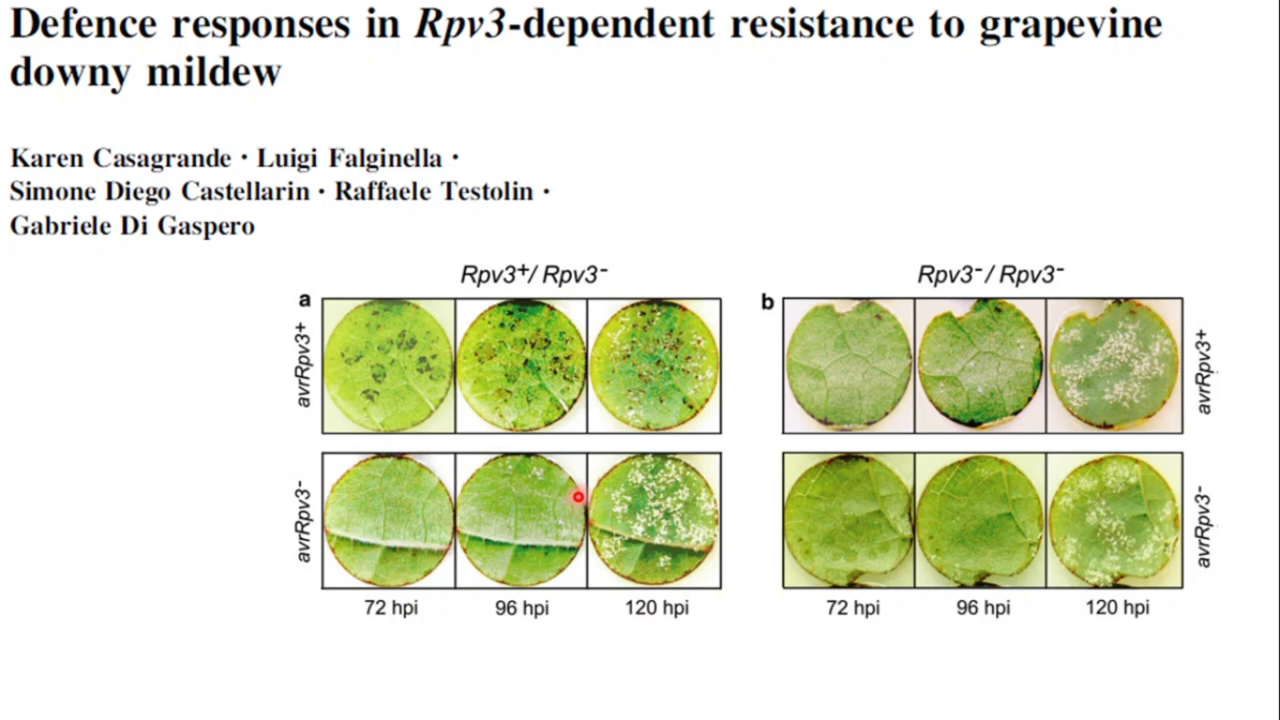 Defence responses in Rpv3-dependent resistance to grapevine
downy mildew
Karen Casagrande · Luigi Falginella ·
Simone Diego Castellarin · Raffaele Testolin ·
Gabriele Di Gaspero
Rpv3+/ Rpv3-
a
avrRpv3+
avrRpv3-
72 hpi 96 hpi 120 hpi
Rpv3-/ Rpv3-
b
avrRpv3+
avrRpv3-
72 hpi 96 hpi 120 hpi